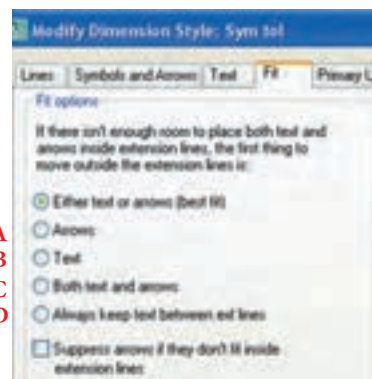 Modify Dimension Style: Sym tol
Lines Symbols and Arrows Text Fit Primary U
Fit options
If there isn't enough room to place both text and
arrows inside extension lines, the first thing to
move outside the extension lines is:
Either text or arrows (best fit)
A Arrows
B Text
C Both text and arrows
D Always keep text between ext lines
Suppress arrows if they don't fit inside
extension lines